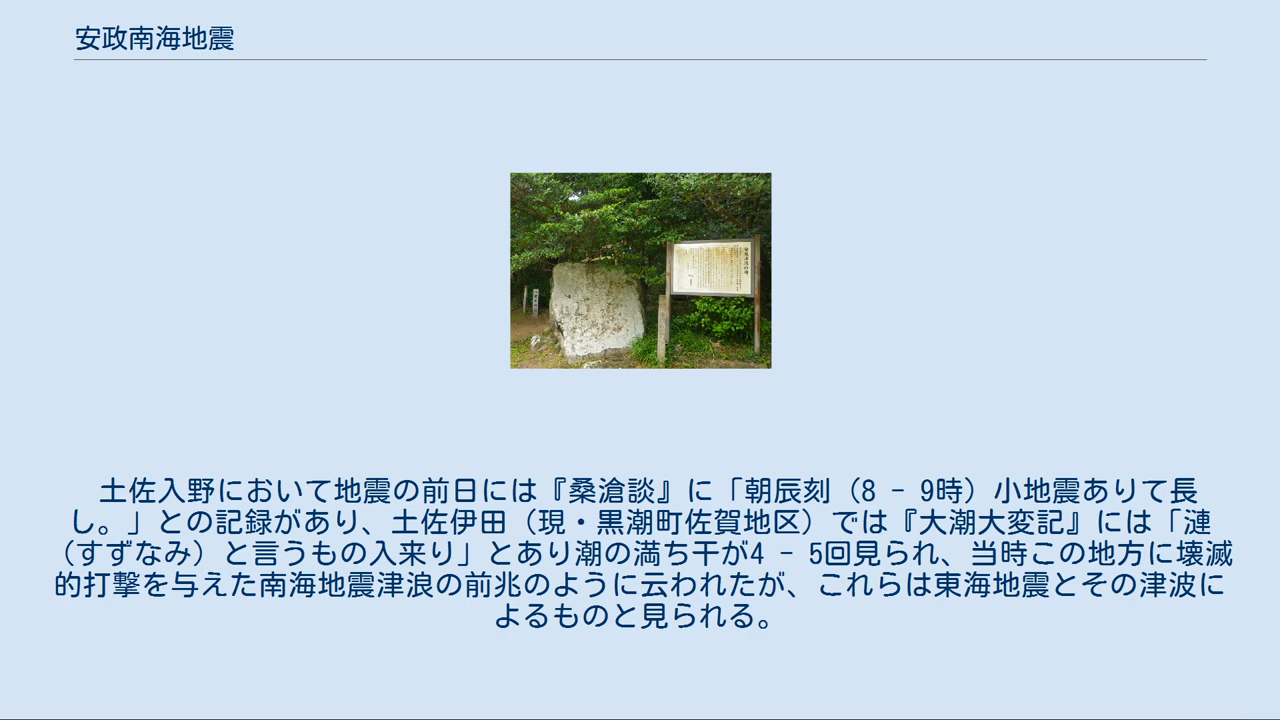 安政南海地震
土佐入野において地震の前日には『桑滄談』に「朝辰刻（8 - 9時）小地震ありて長
し。」との記録があり、土佐伊田（現・黒潮町佐賀地区）では『大潮大変記』には「漣
（すずなみ）と言うもの入来り」とあり潮の満ち干が4 - 5回見られ、当時この地方に壊滅
的打撃を与えた南海地震津浪の前兆のように云われたが、これらは東海地震とその津波に
よるものと見られる。